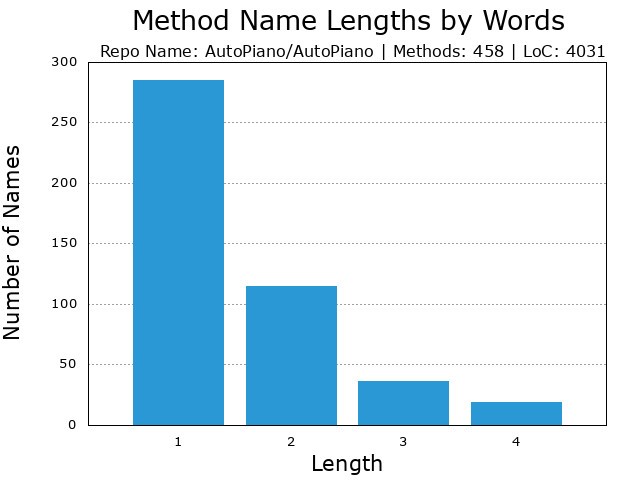 Method Name Lengths by Words
Repo Name: AutoPiano/AutoPiano | Methods: 458 | LoC: 4031
300
250
200
150
100
50
0
Number of Names
1 2 3 4
Length